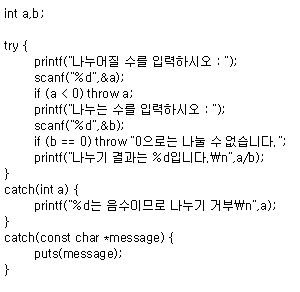 int a,b;
try {
printf("나누어질 수를 입력하시오 : ");
scanf("%d",&a);
if (a < 0) throw a;
printf("나누는 수를 입력하시오 : ");
scanf("%d",&b);
if (b == 0) throw "0으로는 나눌 수 없습니다.";
printf("나누기 결과는 %d입니다.₩n",a/b);
}
catch(int a) {
printf("%d는 음수이므로 나누기 거부₩n",a);
}
catch(const char *message) {
puts(message);
}